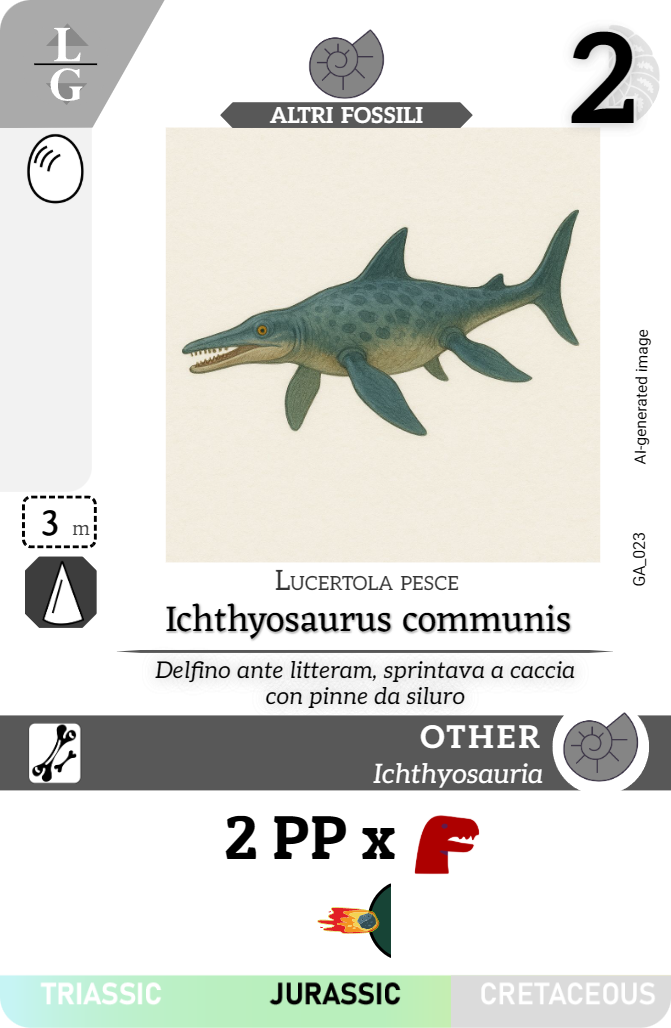 L
G
ALTRI FOSSILI
2
AI-generated image
3 m
GA_023
Lucertola pesce
Ichthyosaurus communis
Delfino ante litteram, sprintava a caccia
con pinne da siluro
OTHER
Ichthyosauria
2 PP x
TRIASSIC JURASSIC CRETACEOUS